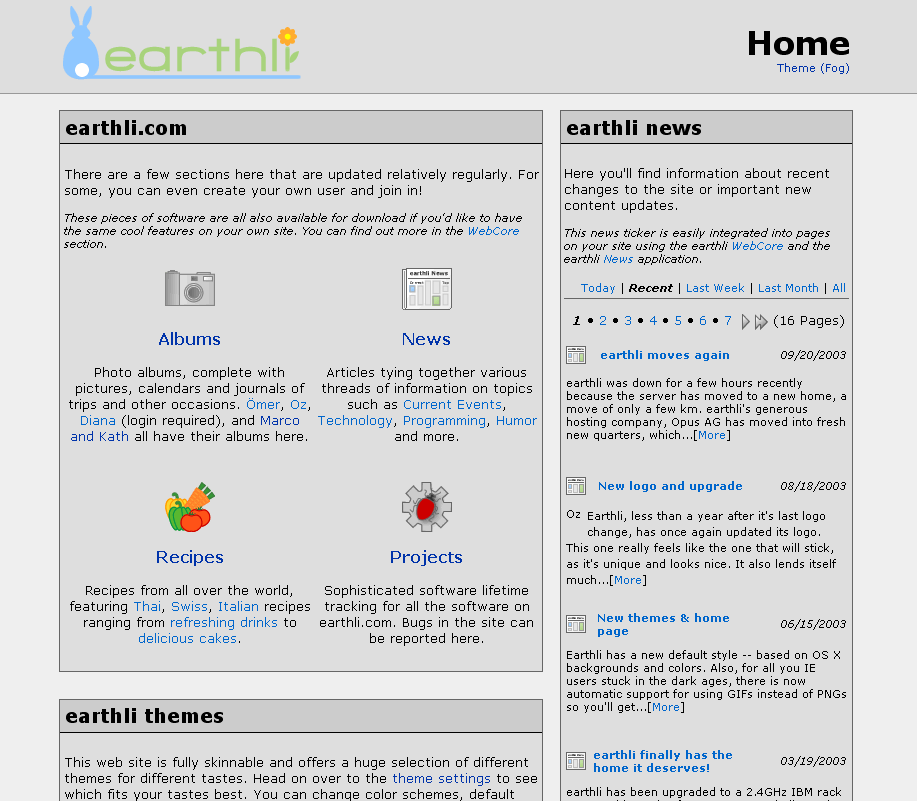 earthli
Home
Theme (Fog)
earthli.com
There are a few sections here that are updated relatively regularly. For
some, you can even create your own user and join in!
These pieces of software are all also available for download if you'd like to have
the same cool features on your own site. You can find out more in the WebCore
section.
Albums
Photo albums, complete with
pictures, calendars and journals of
trips and other occasions. Ömer, Oz,
Diana (login required), and Marco
and Kath all have their albums here.
earthli News
News
Articles tying together various
threads of information on topics
such as Current Events,
Technology, Programming, Humor
and more.
Recipes
Recipes from all over the world,
featuring Thai, Swiss, Italian recipes
ranging from refreshing drinks to
delicious cakes.
Projects
Sophisticated software lifetime
tracking for all the software on
earthli.com. Bugs in the site can
be reported here.
earthli themes
This web site is fully skinnable and offers a huge selection of different
themes for different tastes. Head on over to the theme settings to see
which fits your tastes best. You can change color schemes, default
earthli news
Here you'll find information about recent
changes to the site or important new
content updates.
This news ticker is easily integrated into pages
on your site using the earthli WebCore and the
earthli News application.
Today | Recent | Last Week | Last Month | All
1 • 2 • 3 • 4 • 5 • 6 • 7 (16 Pages)
earthli moves again 09/20/2003
earthli was down for a few hours recently
because the server has moved to a new home, a
move of only a few km. earthli's generous
hosting company, Opus AG has moved into fresh
new quarters, which...[More]
New logo and upgrade 08/18/2003
Oz Earthli, less than a year after it's last logo
change, has once again updated its logo.
This one really feels like the one that will stick,
as it's unique and looks nice. It also lends itself
much...[More]
New themes & home
page 06/15/2003
Earthli has a new default style -- based on OS X
backgrounds and colors. Also, for all you IE
users stuck in the dark ages, there is now
automatic support for using GIFs instead of PNGs
so you'll get...[More]
earthli finally has the
home it deserves! 03/19/2003
earthli has been upgraded to a 2.4GHz IBM rack